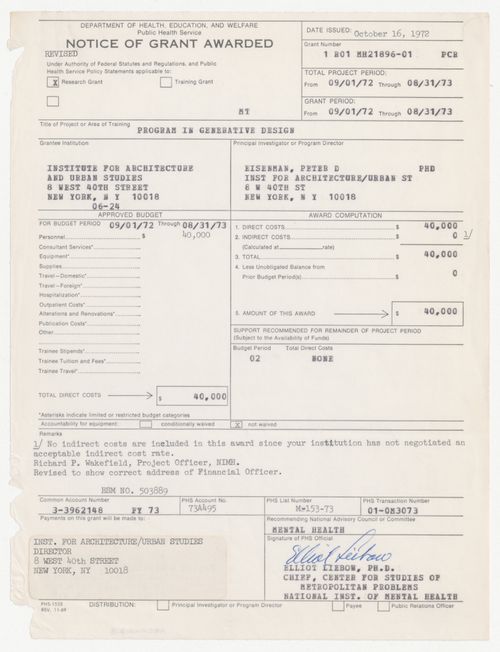 DEPARTMENT OF HEALTH, EDUCATION, AND WELFARE
Public Health Service
NOTICE OF GRANT AWARDED
REVISED
Under Authority of Federal Statutes and Regulations, and Public
Health Service Policy Statements applicable to:
X Research Grant Training Grant
MY
DATE ISSUED: October 16, 1972
Grant Number
1 R01 MH21896-01 PCR
TOTAL PROJECT PERIOD:
From 09/01/72 Through 08/31/73
GRANT PERIOD:
From 09/01/72 Through 08/31/73
Title of Project or Area of Training
PROGRAM IN GENERATIVE DESIGN
Grantee Institution
INSTITUTE FOR ARCHITECTURE
AND URBAN STUDIES
8 WEST 40TH STREET
NEW YORK, N Y 10018
06-24
Principal Investigator or Program Director
EISENMAN, PETER D PHD
INST FOR ARCHITECTURE/URBAN ST
8 W 40TH ST
NEW YORK, N Y 10018
APPROVED BUDGET
FOR BUDGET PERIOD 09/01/72 Through 08/31/73
Personnel $ 40,000
Consultant Services*
Equipment*
Supplies
Travel-Domestic*
Travel-Foreign*
Hospitalization*
Outpatient Costs*
Alterations and Renovations*
Publication Costs*
Other
Trainee Stipends*
Trainee Tuition and Fees*
Trainee Travel*
TOTAL DIRECT COSTS $ 40,000
*Asterisks indicate limited or restricted budget categories
AWARD COMPUTATION
1. DIRECT COSTS $ 40,000
2. INDIRECT COSTS 0 1/
(Calculated at rate)
3. TOTAL $ 40,000
4. Less Unobligated Balance from
Prior Budget Period(s) $ 0
5. AMOUNT OF THIS AWARD $ 40,000
SUPPORT RECOMMENDED FOR REMAINDER OF PROJECT PERIOD
(Subject to the Availability of Funds)
Budget Period Total Direct Costs
02 NONE
Accountability for equipment: conditionally waived X not waived
Remarks
1/ No indirect costs are included in this award since your institution has not negotiated an
acceptable indirect cost rate.
Richard P. Wakefield, Project Officer, NIMH.
Revised to show correct address of Financial Officer.
HSM NO. 503889
Common Account Number
3-3962148 FY 73
PHS Account No.
73A495
PHS List Number
M-153-73
PHS Transaction Number
01-0M3073
Payments on this grant will be made to:
INST. FOR ARCHITECTURE/URBAN STUDIES
DIRECTOR
8 WEST 40th STREET
NEW YORK, NY 10018
Recommending National Advisory Council or Committee
MENTAL HEALTH
Signature of PHS Official
Elliot Liebow
ELLIOT LIEBOW, PH.D.
CHIEF, CENTER FOR STUDIES OF
METROPOLITAN PROBLEMS
NATIONAL INST. OF MENTAL HEALTH
PHS-1533
REV. 11-69
DISTRIBUTION: Principal Investigator or Program Director Payee Public Relations Officer